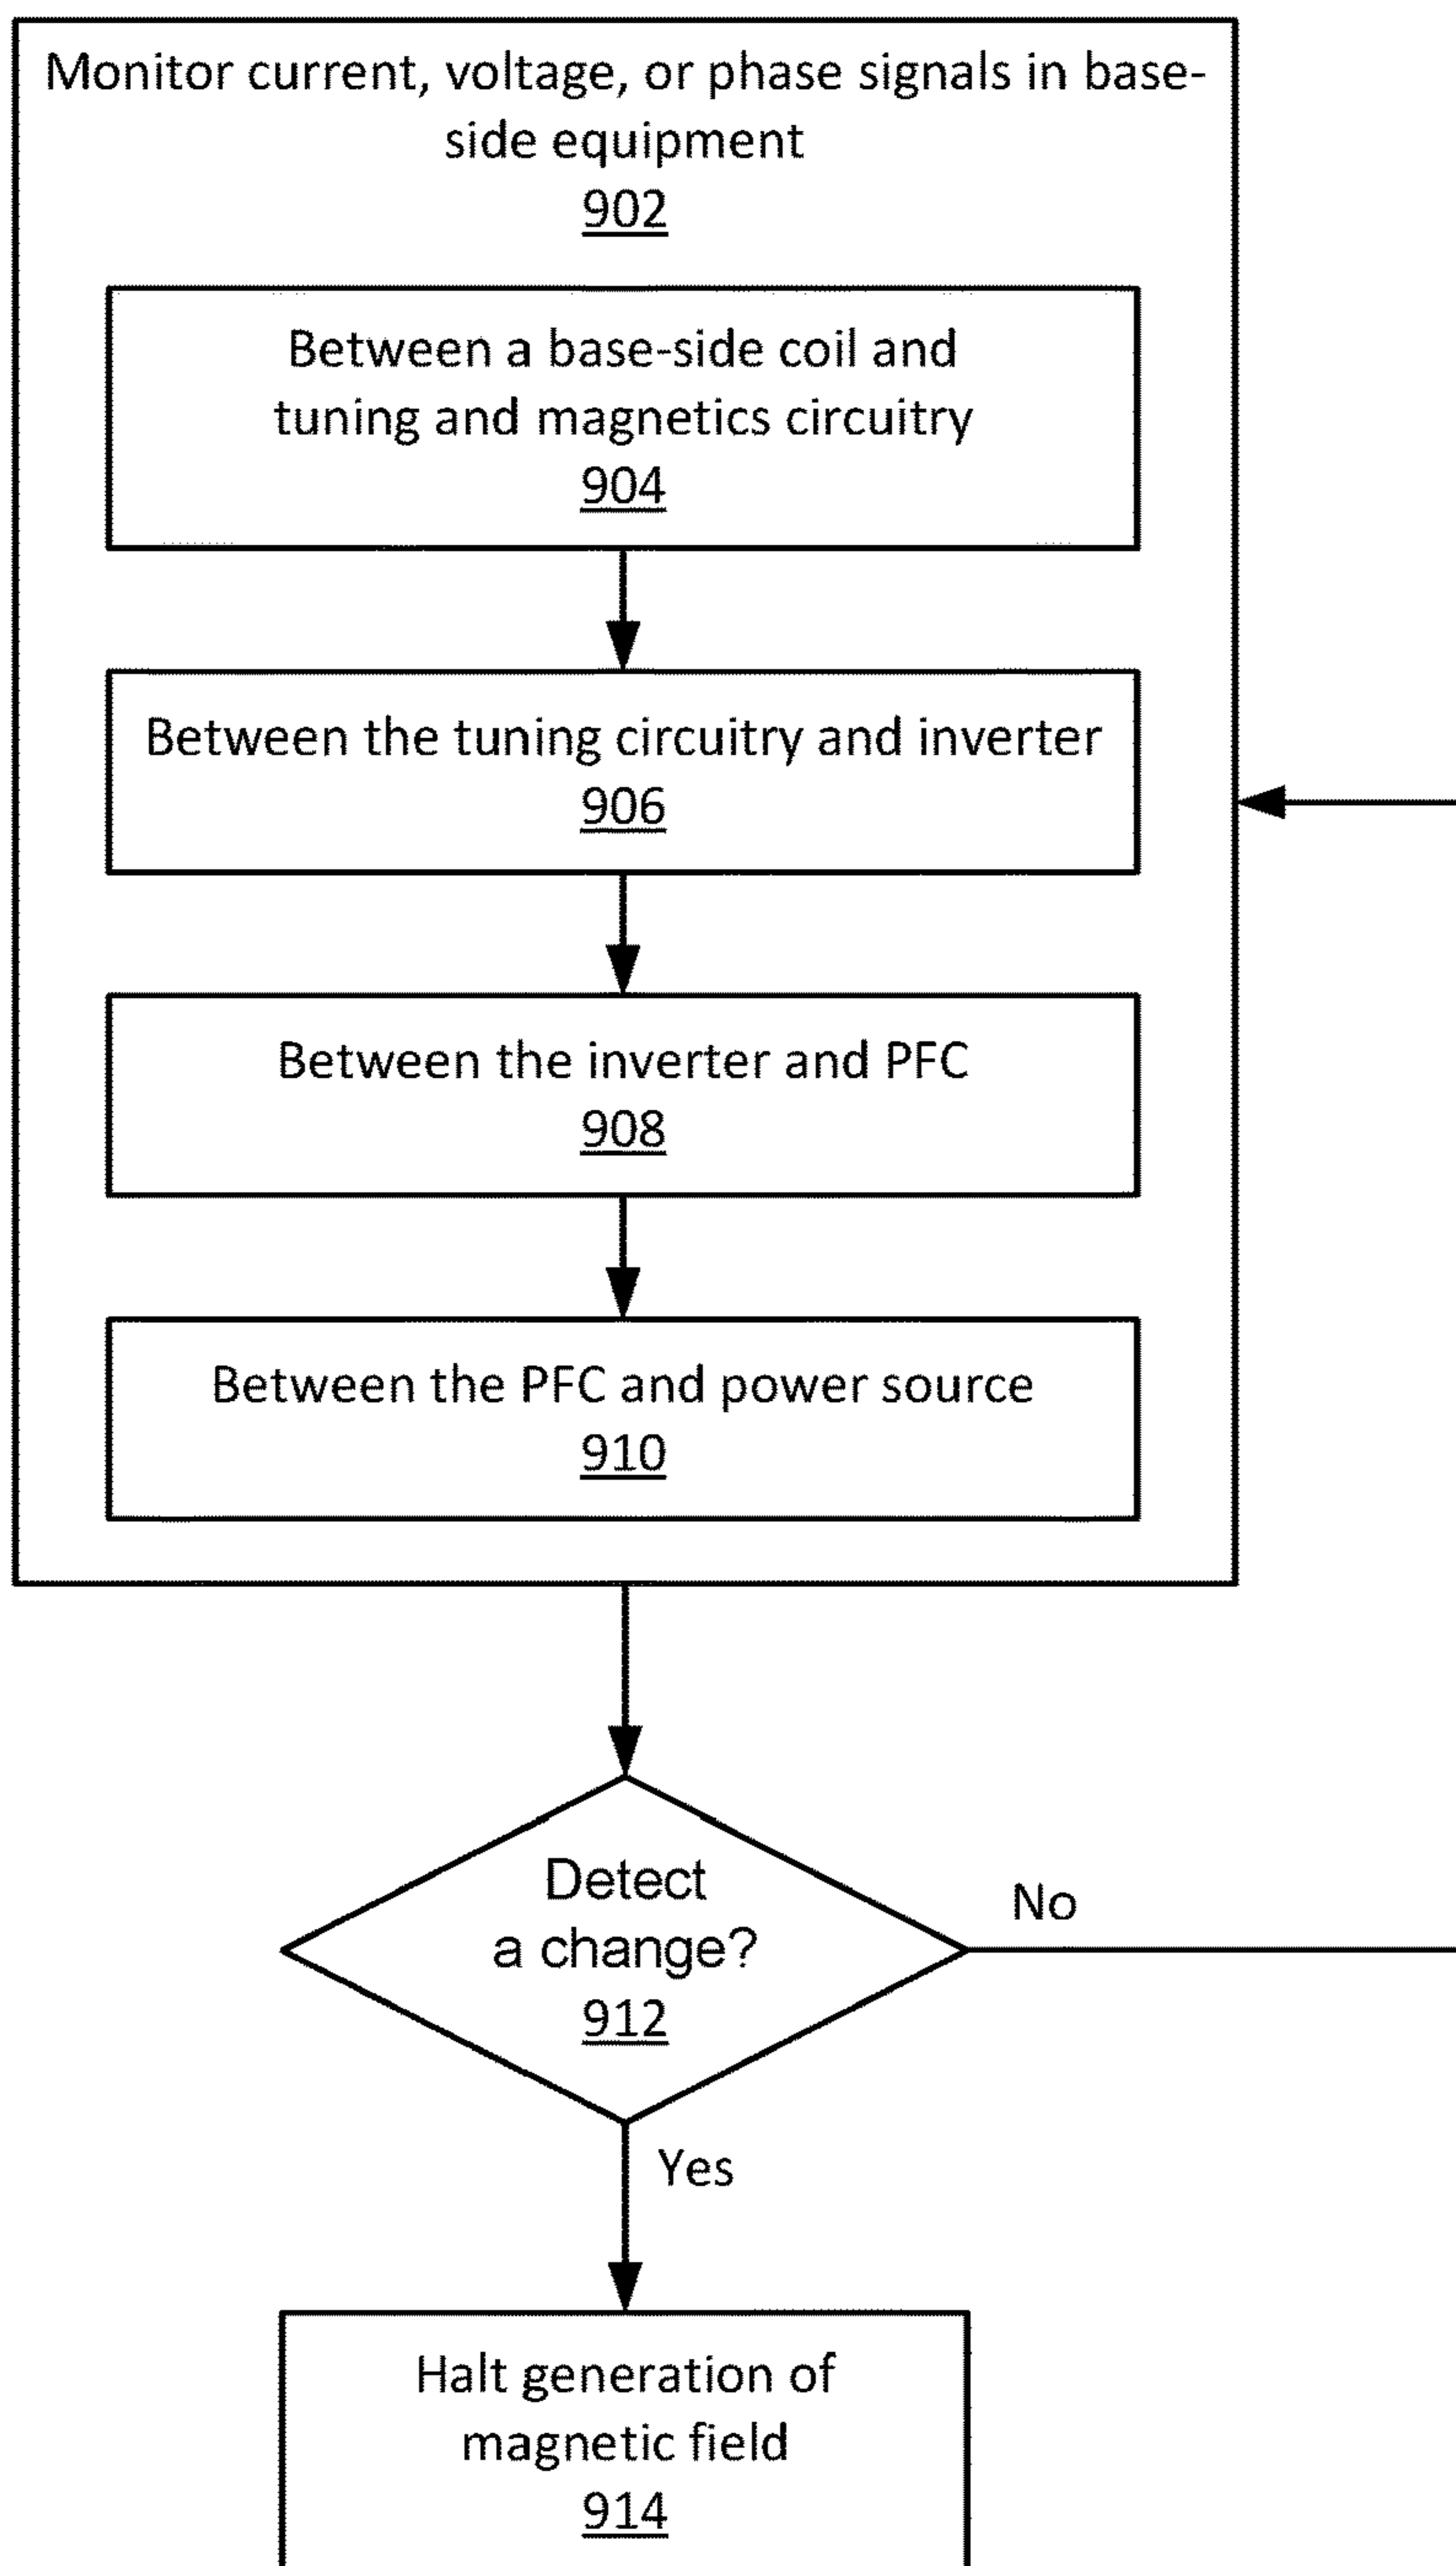 Monitor current, voltage, or phase signals in base-
side equipment
902
Between a base-side coil and
tuning and magnetics circuitry
904
Between the tuning circuitry and inverter
906
Between the inverter and PFC
908
Between the PFC and power source
910
Detect
a change?
912
No
Yes
Halt generation of
magnetic field
914